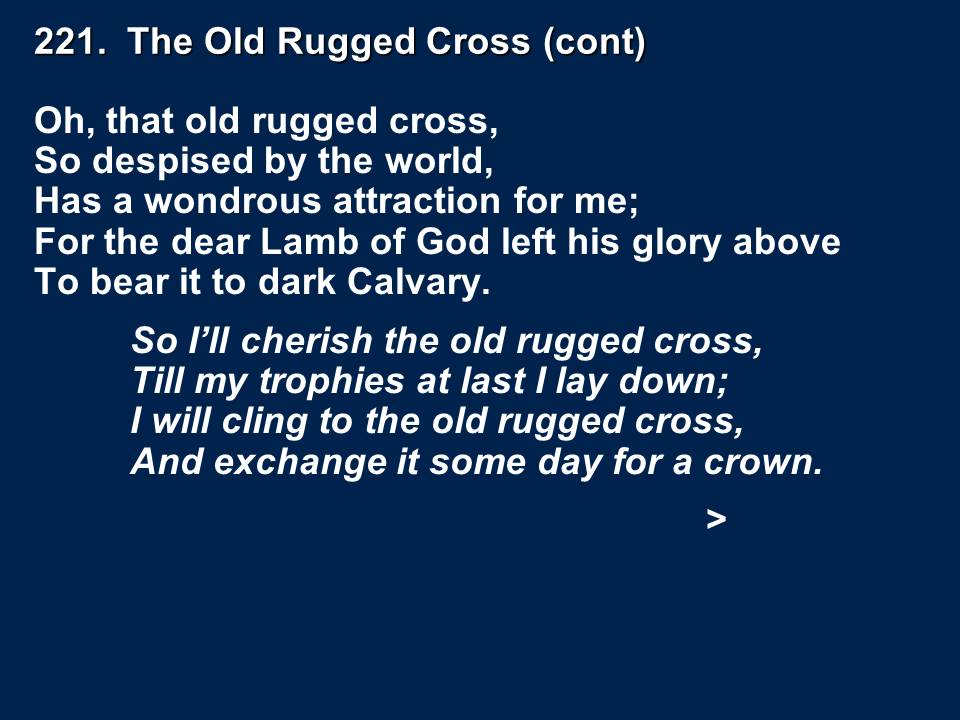 221.  The Old Rugged Cross (cont)
Oh, that old rugged cross,
So despised by the world,
Has a wondrous attraction for me;
For the dear Lamb of God left his glory above
To bear it to dark Calvary.
So I’ll cherish the old rugged cross,
Till my trophies at last I lay down;
I will cling to the old rugged cross,
And exchange it some day for a crown.
>